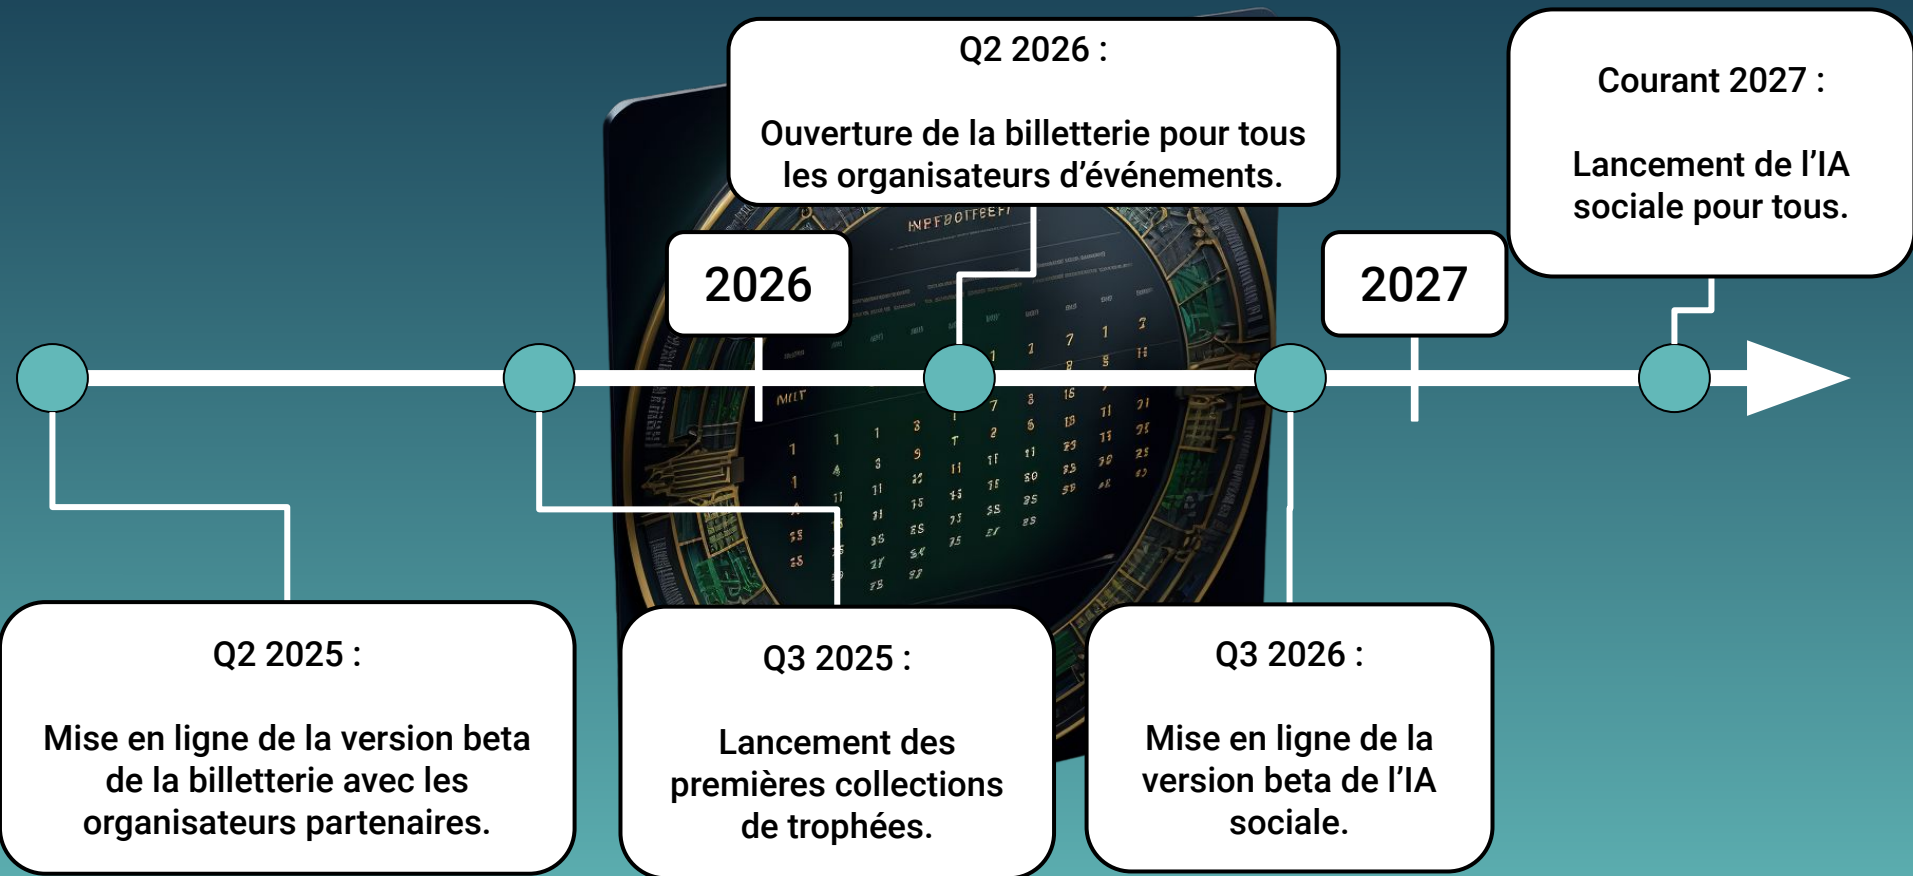 Q2 2026 :
Ouverture de la billetterie pour tous
les organisateurs d'événements.
Courant 2027 :
Lancement de l'IA
sociale pour tous.
2026
2027
Q2 2025 :
Mise en ligne de la version beta
de la billetterie avec les
organisateurs partenaires.
Q3 2025 :
Lancement des
premières collections
de trophées.
Q3 2026 :
Mise en ligne de la
version beta de l'IA
sociale.